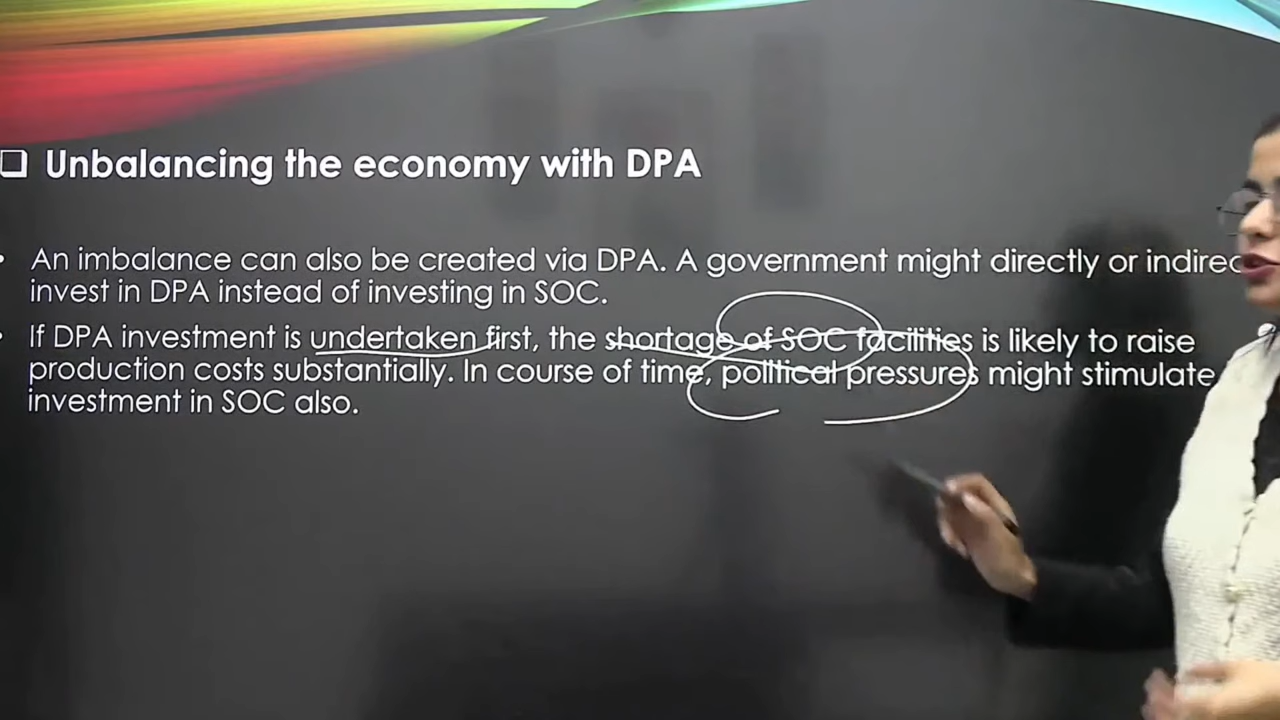 Unbalancing the economy with DPA
An imbalance can also be created via DPA. A government might directly or
invest in DPA instead of investing in SOC.
If DPA investment is undertaken first, the shortage of SOC facilities is likely to raise
production costs substantially. In course of time, political pressures might stimulate
investment in SOC also.